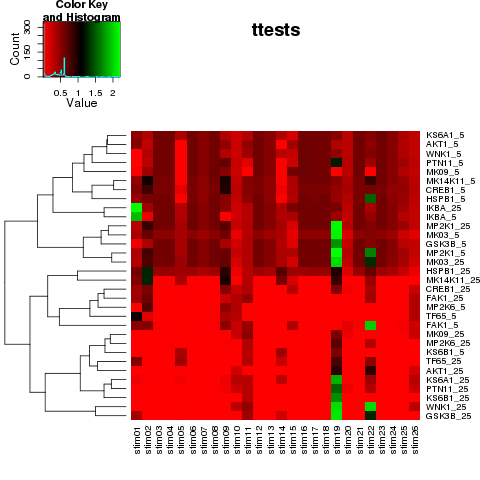 Color Key
and Histogram
ttests
Count
0 150 300
0.5 1 1.5 2
Value
KS6A1_5
AKT1_5
WNK1_5
PTN11_5
MK09_5
MK14K11_5
CREB1_5
HSPB1_5
IKBA_25
IKBA_5
MP2K1_25
MK03_5
GSK3B_5
MP2K1_5
MK03_25
HSPB1_25
MK14K11_25
CREB1_25
FAK1_25
MP2K6_5
TF65_5
FAK1_5
MK09_25
MP2K6_25
KS6B1_5
TF65_25
AKT1_25
KS6A1_25
PTN11_25
KS6B1_25
WNK1_25
GSK3B_25
stim01
stim02
stim03
stim04
stim05
stim06
stim07
stim08
stim09
stim10
stim11
stim12
stim13
stim14
stim15
stim16
stim17
stim18
stim19
stim20
stim21
stim22
stim23
stim24
stim25
stim26